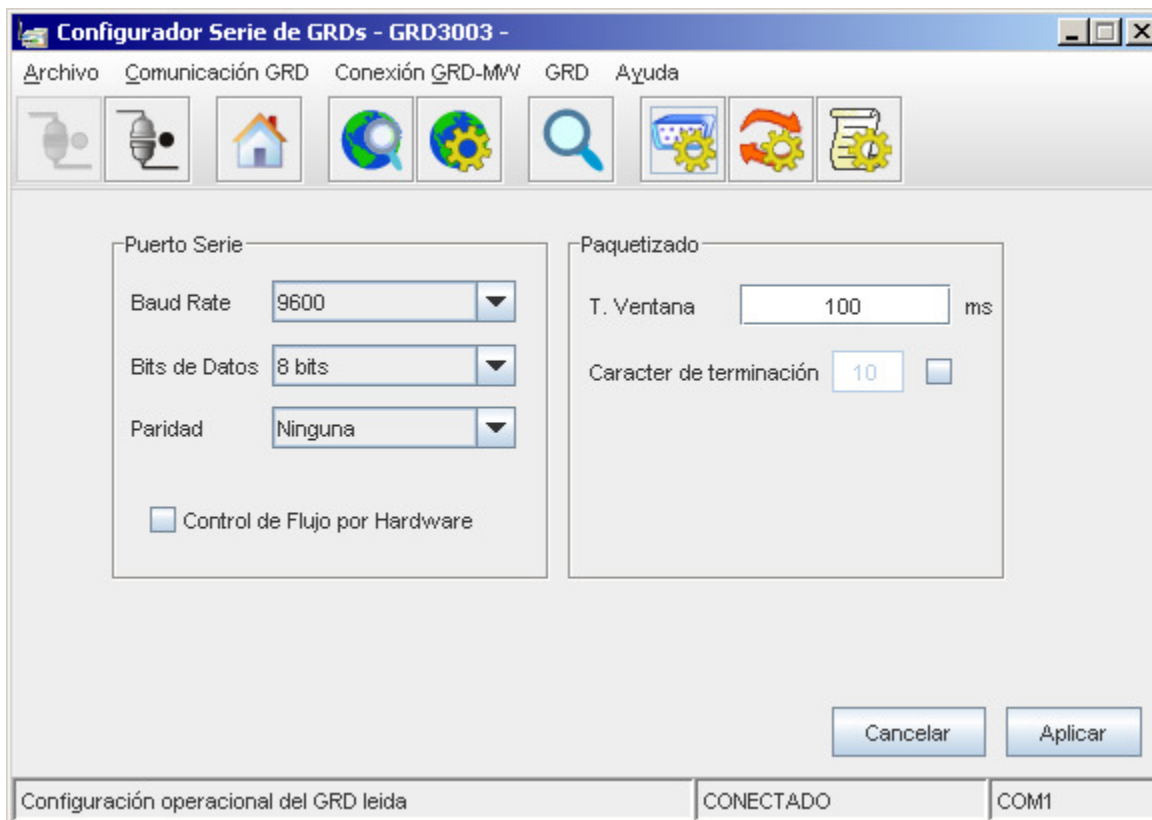 Configurador Serie de GRDs - GRD3003 -
Archivo Comunicación GRD Conexión GRD-MW GRD Ayuda
Puerto Serie
Baud Rate 9600
Bits de Datos 8 bits
Paridad Ninguna
Control de Flujo por Hardware
Paquetizado
T. Ventana 100 ms
Caracter de terminación 10
Cancelar Aplicar
Configuración operacional del GRD leida CONECTADO COM1